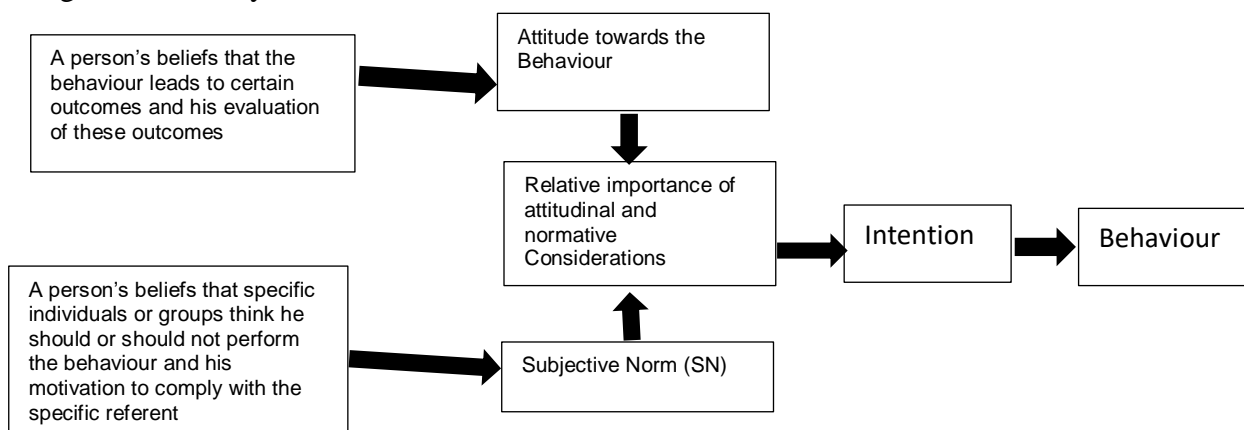 A person’s beliefs that the
behaviour leads to certain
outcomes and his evaluation
of these outcomes
Attitude towards the
Behaviour
Relative importance of
attitudinal and
normative
Considerations
Intention
Behaviour
A person’s beliefs that specific
individuals or groups think he
should or should not perform
the behaviour and his
motivation to comply with the
specific referent
Subjective Norm (SN)